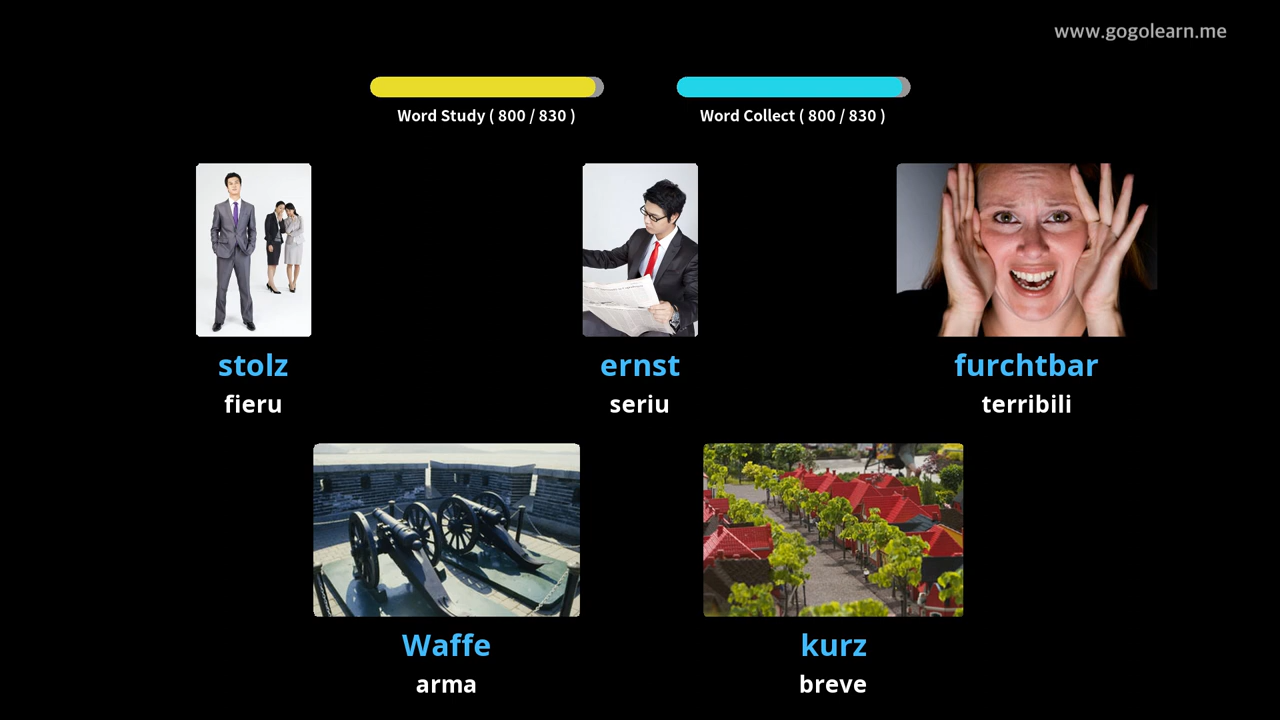 www.gogolearn.me
Word Study ( 800 / 830 )
Word Collect ( 800 / 830 )
stolz
fieru
ernst
seriu
furchtbar
terribili
Waffe
arma
kurz
breve